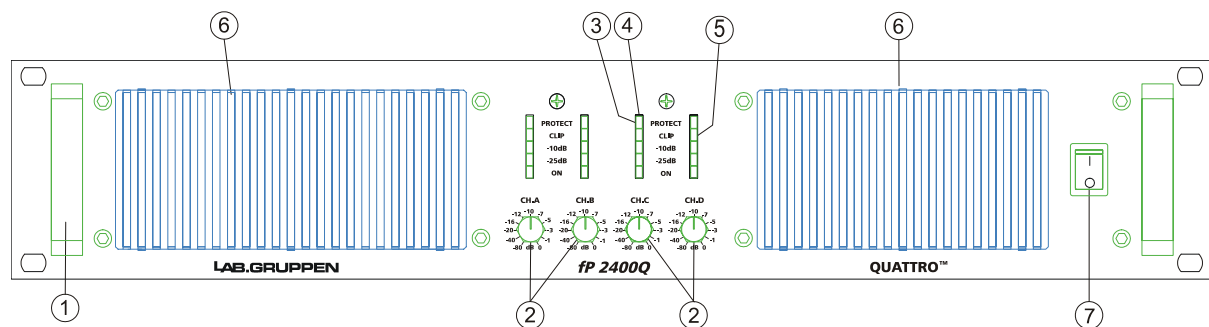 6
3
4
5
6
PROTECT
CLIP
-10dB
-25dB
ON
PROTECT
CLIP
-10dB
-25dB
ON
CH.A
CH.B
CH.C
CH.D
-80 -40 -20 -16 -12 -10 -7 -5 -3 -1 0 dB
-80 -40 -20 -16 -12 -10 -7 -5 -3 -1 0 dB
-80 -40 -20 -16 -12 -10 -7 -5 -3 -1 0 dB
-80 -40 -20 -16 -12 -10 -7 -5 -3 -1 0 dB
LAB.GRUPPEN
fP 2400Q
QUATTRO™
1
2
2
7